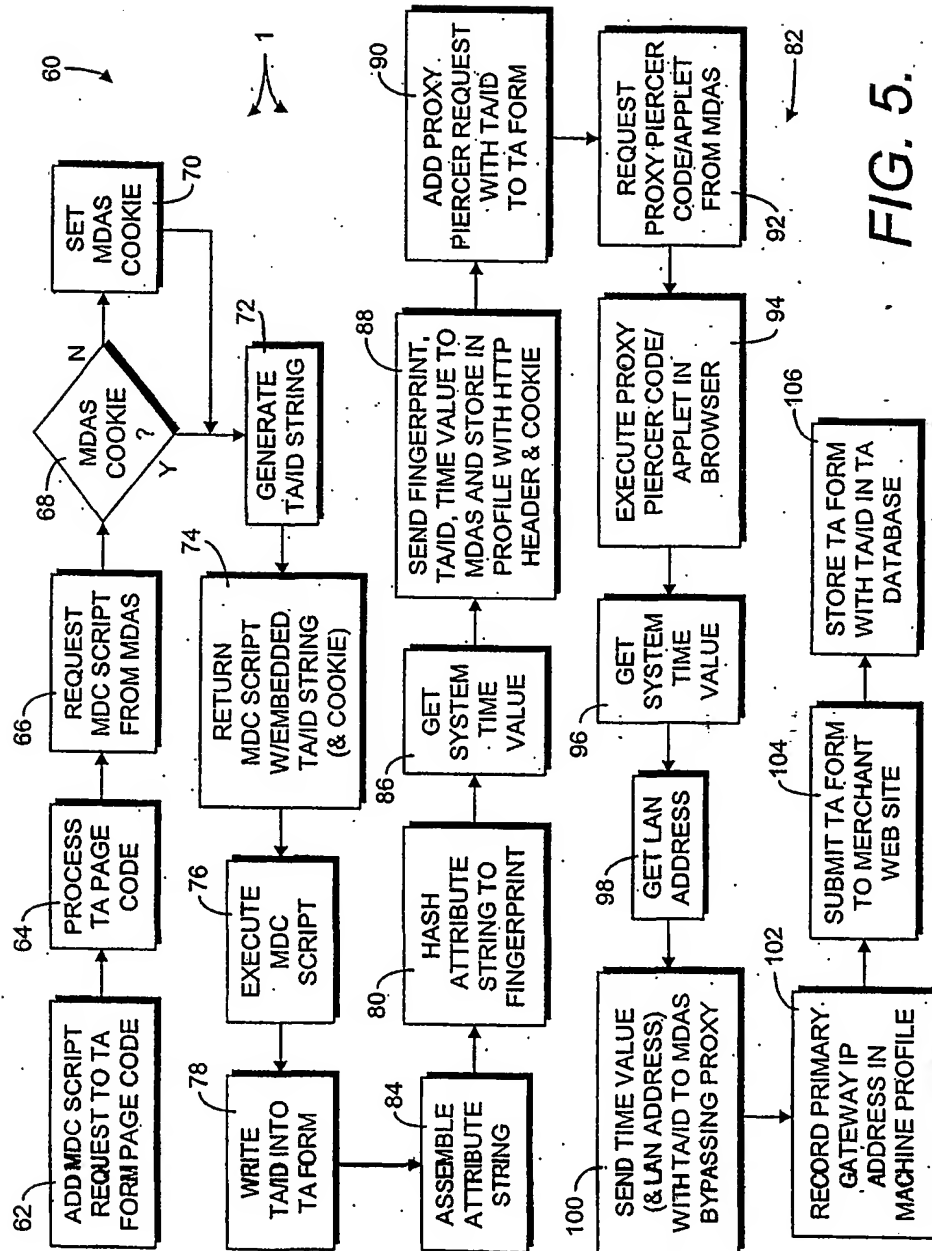 60
1
62
ADD MDC SCRIPT
REQUEST TO TA
FORM PAGE CODE
64
PROCESS
TA PAGE
CODE
66
REQUEST
MDC SCRIPT
FROM MDAS
68
MDAS
COOKIE
?
N
Y
70
SET
MDAS
COOKIE
72
GENERATE
TA/ID STRING
74
RETURN
MDC SCRIPT
W/EMBEDDED
TA/ID STRING
(& COOKIE)
76
EXECUTE
MDC
SCRIPT
78
WRITE
TA/ID INTO
TA FORM
84
ASSEMBLE
ATTRIBUTE
STRING
80
HASH
ATTRIBUTE
STRING TO
FINGERPRINT
86
GET
SYSTEM
TIME
VALUE
88
SEND FINGERPRINT,
TA/ID, TIME VALUE TO
MDAS AND STORE IN
PROFILE WITH HTTP
HEADER & COOKIE
90
ADD PROXY
PIERCER REQUEST
WITH TA/ID
TO TA FORM
92
REQUEST
PROXY PIERCER
CODE/APPLET
FROM MDAS
82
94
EXECUTE PROXY
PIERCER CODE/
APPLET IN
BROWSER
96
GET
SYSTEM
TIME
VALUE
98
GET LAN
ADDRESS
100
SEND TIME VALUE
(& LAN ADDRESS)
WITH TA/ID TO MDAS
BYPASSING PROXY
102
RECORD PRIMARY
GATEWAY IP
ADDRESS IN
MACHINE PROFILE
104
SUBMIT TA FORM
TO MERCHANT
WEB SITE
106
STORE TA FORM
WITH TA/ID IN TA
DATABASE
FIG. 5.